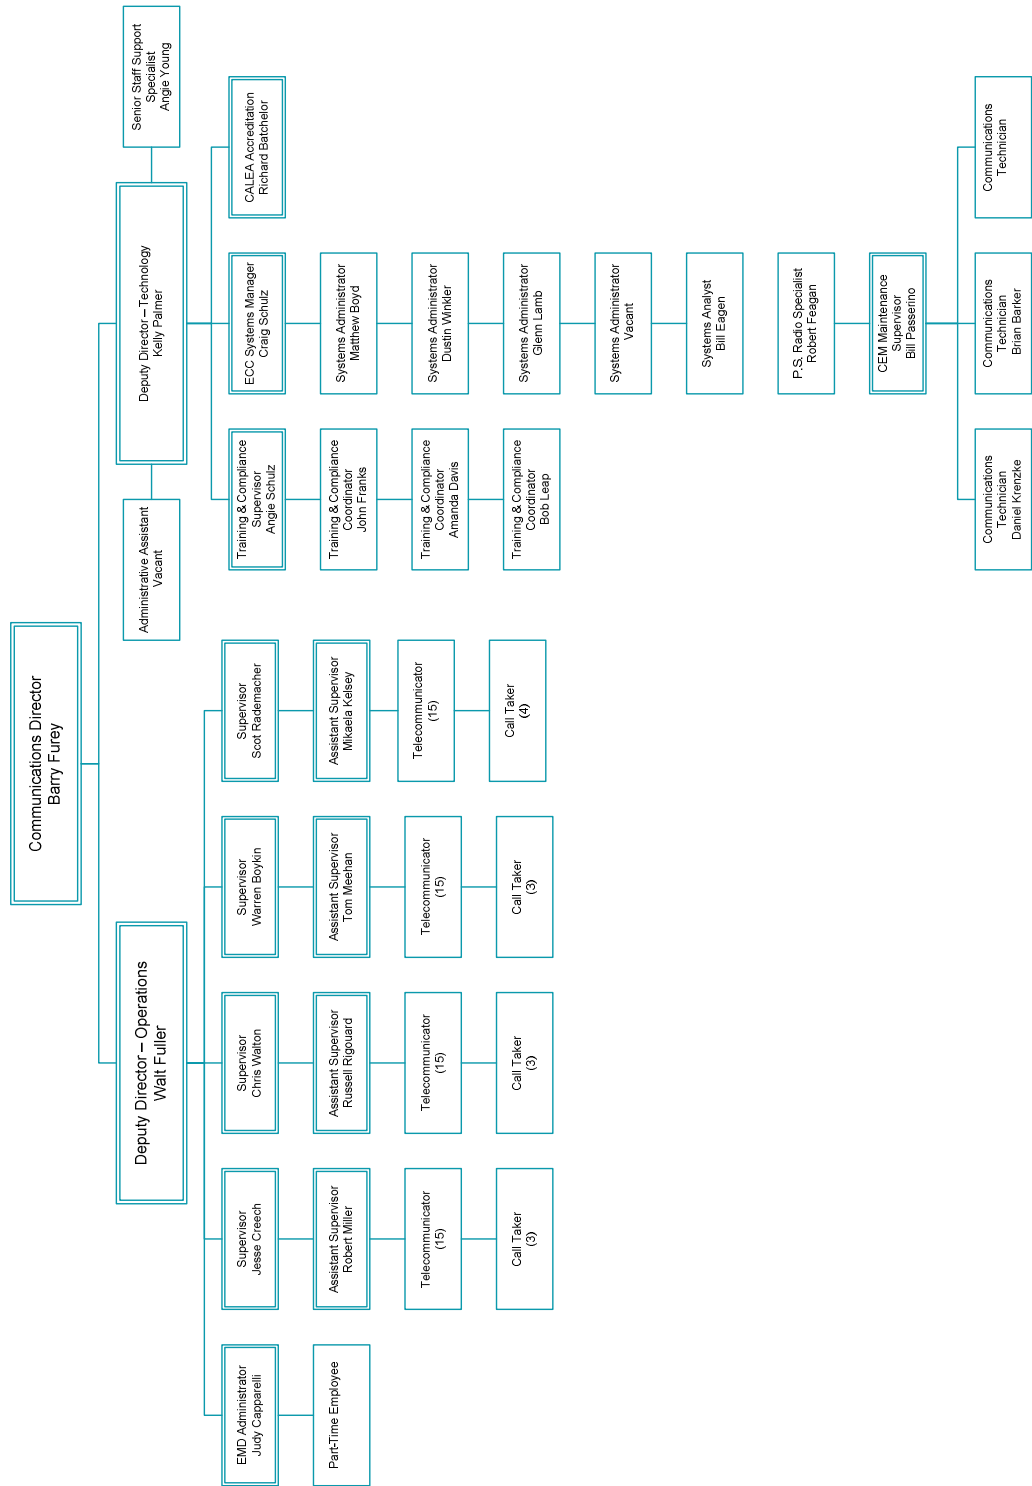 Communications Director
Barry Furey
Deputy Director – Operations
Walt Fuller
Administrative Assistant
Vacant
Deputy Director – Technology
Kelly Palmer
Senior Staff Support
Specialist
Angie Young
EMD Administrator
Judy Capparelli
Supervisor
Jesse Creech
Supervisor
Chris Walton
Supervisor
Warren Boykin
Supervisor
Scot Rademacher
Training & Compliance
Supervisor
Angie Schulz
ECC Systems Manager
Craig Schulz
CALEA Accreditation
Richard Batchelor
Part-Time Employee
Assistant Supervisor
Robert Miller
Assistant Supervisor
Russell Rigouard
Assistant Supervisor
Tom Meehan
Assistant Supervisor
Mikaela Kelsey
Training & Compliance
Coordinator
John Franks
Systems Administrator
Matthew Boyd
Telecommunicator
(15)
Telecommunicator
(15)
Telecommunicator
(15)
Telecommunicator
(15)
Training & Compliance
Coordinator
Amanda Davis
Systems Administrator
Dustin Winkler
Call Taker
(3)
Call Taker
(3)
Call Taker
(3)
Call Taker
(4)
Training & Compliance
Coordinator
Bob Leap
Systems Administrator
Glenn Lamb
Systems Administrator
Vacant
Systems Analyst
Bill Eagen
P.S. Radio Specialist
Robert Feagan
CEM Maintenance
Supervisor
Bill Passerino
Communications
Technician
Daniel Krenzke
Communications
Technician
Brian Barker
Communications
Technician